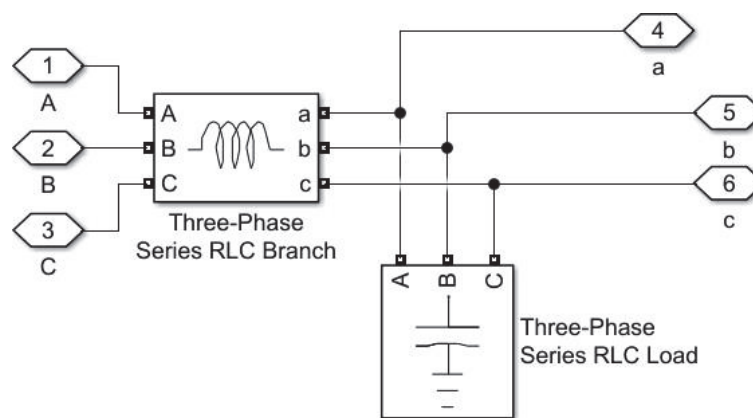 4
a
1
A
A
a
5
b
2
B
B
b
6
c
3
C
C
c
Three-Phase
Series RLC Branch
A
B
C
Three-Phase
Series RLC Load